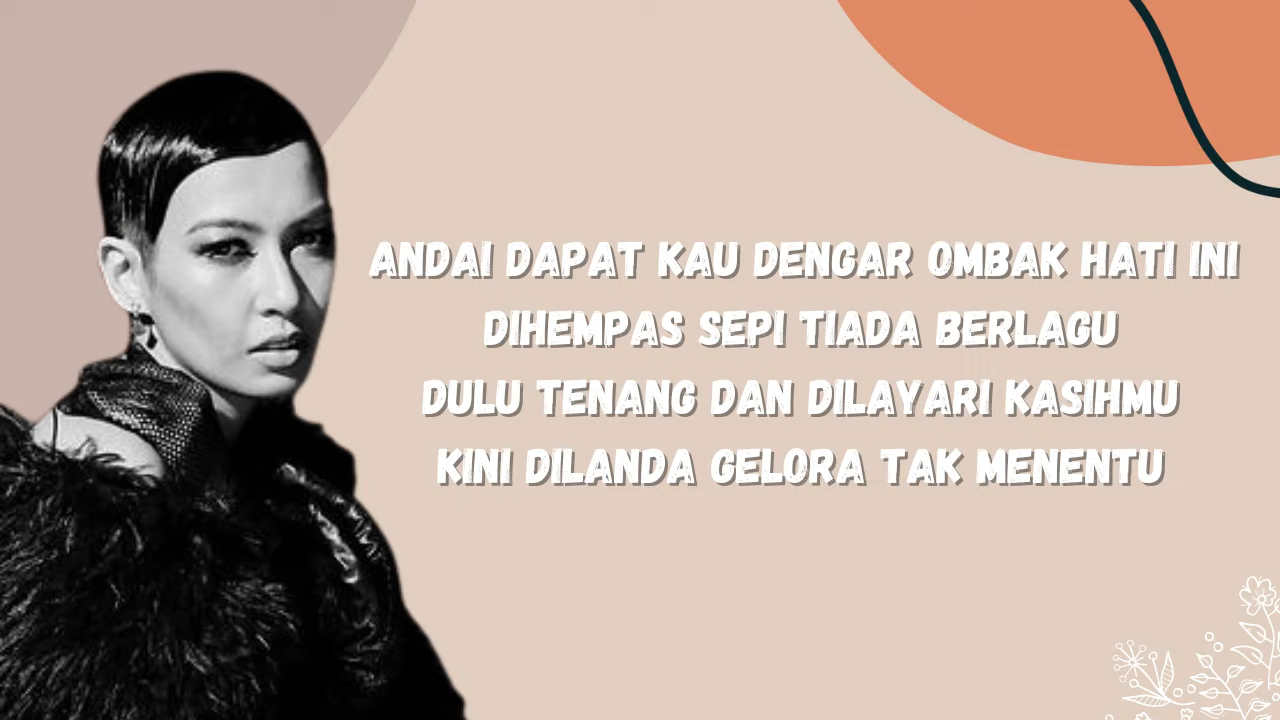 ANDAI DAPAT KAU DENGAR OMBAK HATI INI
DIHEMPAS SEPI TIADA BERLAGU
DULU TENANG DAN DILAYARI KASIHMU
KINI DILANDA GELORA TAK MENENTU